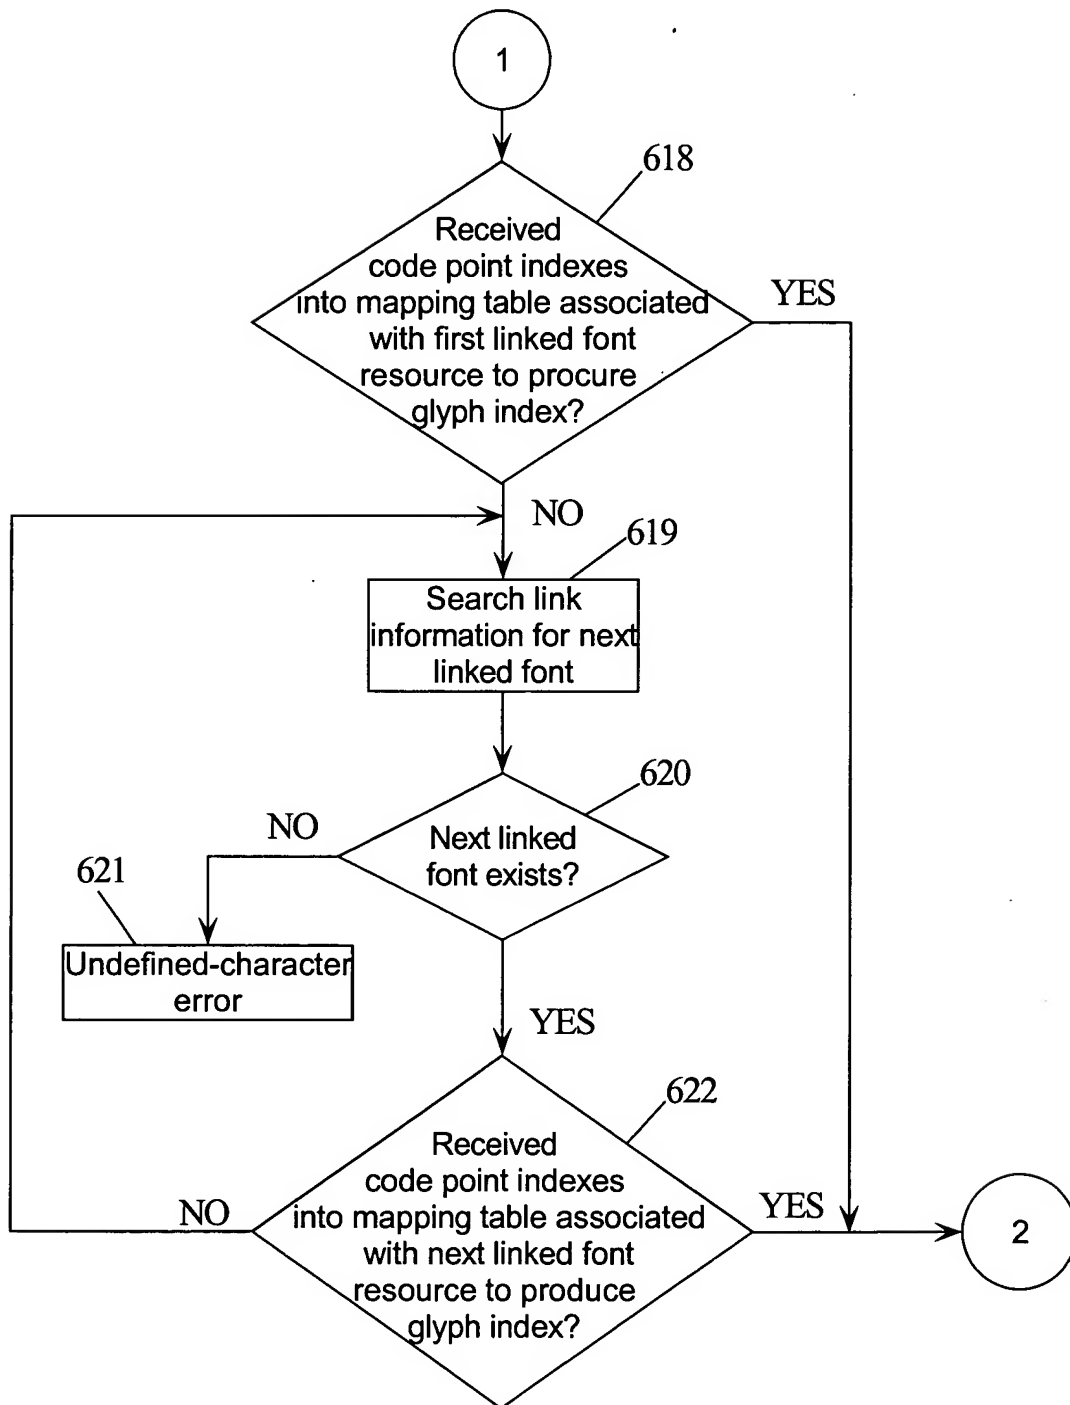 1
618
Received
code point indexes
into mapping table associated
with first linked font
resource to procure
glyph index?
YES
NO
619
Search link
information for next
linked font
620
Next linked
font exists?
NO
621
Undefined-character
error
YES
622
Received
code point indexes
into mapping table associated
with next linked font
resource to produce
glyph index?
NO
YES
2